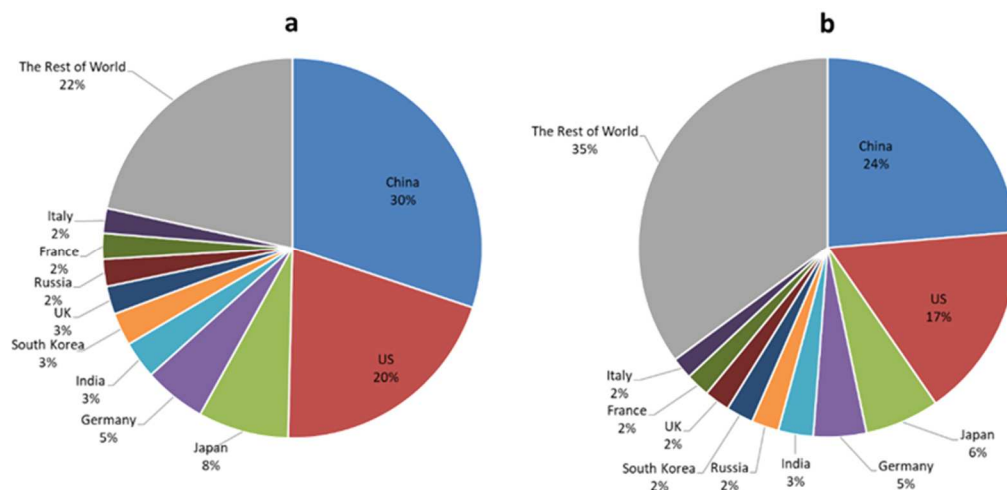 a
The Rest of World
22%
China
30%
Italy
2%
France
2%
Russia
2%
UK
3%
South Korea
3%
India
3%
Germany
5%
Japan
8%
US
20%
b
The Rest of World
35%
China
24%
US
17%
Italy
2%
France
2%
UK
2%
South Korea
2%
Russia
2%
India
3%
Germany
5%
Japan
6%